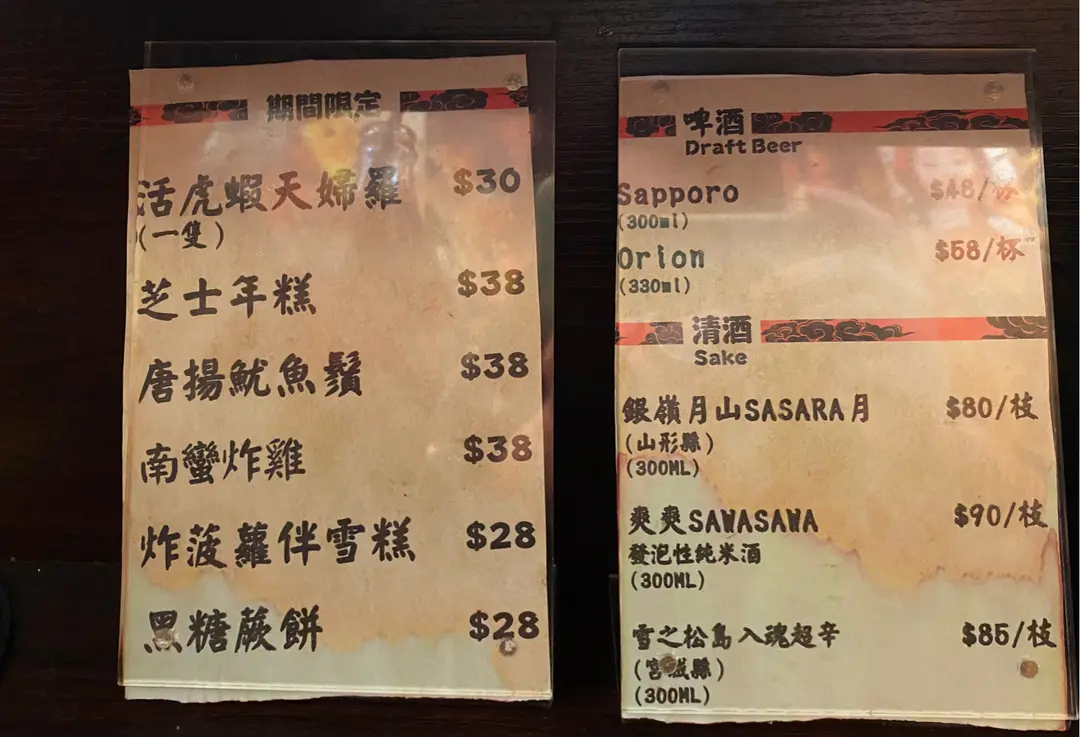 期間限定
活虎蝦天婦羅 $30
(一隻)
芝士年糕 $38
唐揚魷魚鬚 $38
南蠻炸雞 $38
炸菠蘿伴雪糕 $28
黑糖蕨餅 $28
啤酒
Draft Beer
Sapporo $48/杯
(300ml)
Orion $58/杯
(330ml)
清酒
Sake
銀嶺月山SASARA月 $80/枝
(山形縣)
(300ML)
爽爽SAWASAWA $90/枝
發泡性純米酒
(300ML)
雪之松島入魂超辛 $85/枝
(宮城縣)
(300ML)